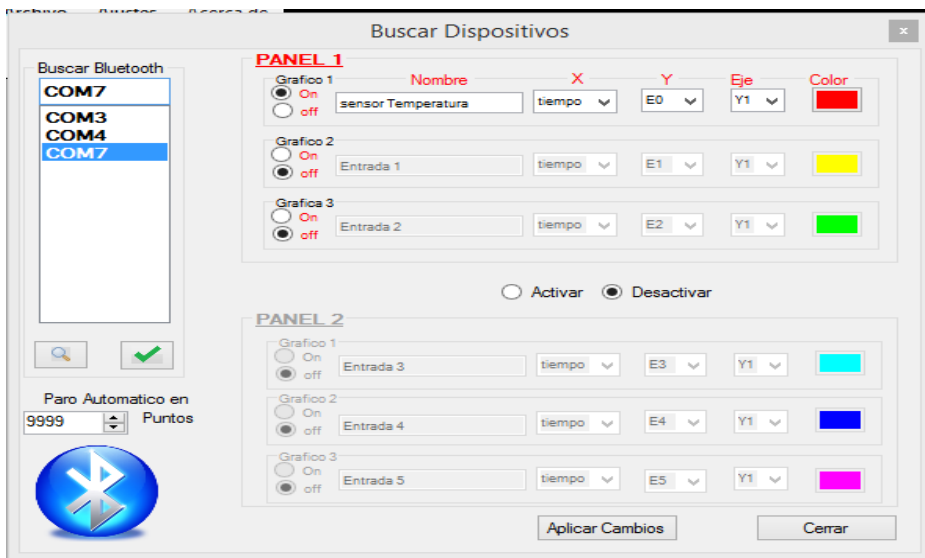 Archivo Ajustes Acerca de
Buscar Dispositivos
x
Buscar Bluetooth
COM7
COM3
COM4
COM7
Paro Automatico en
9999 Puntos
PANEL 1
Grafico 1 Nombre X Y Eje Color
On
off sensor Temperatura tiempo E0 Y1
Grafico 2
On
off Entrada 1 tiempo E1 Y1
Grafica 3
On
off Entrada 2 tiempo E2 Y1
Activar Desactivar
PANEL 2
Grafico 1
On
off Entrada 3 tiempo E3 Y1
Grafico 2
On
off Entrada 4 tiempo E4 Y1
Grafico 3
On
off Entrada 5 tiempo E5 Y1
Aplicar Cambios Cerrar